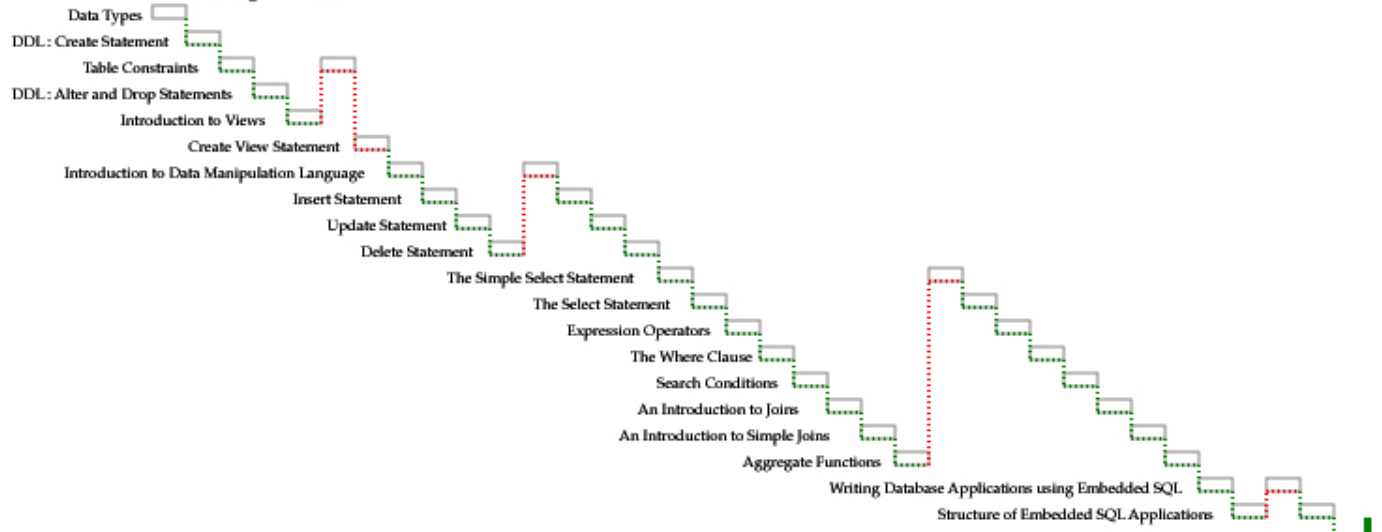 Data Types
DDL : Create Statement
Table Constraints
DDL : Alter and Drop Statements
Introduction to Views
Create View Statement
Introduction to Data Manipulation Language
Insert Statement
Update Statement
Delete Statement
The Simple Select Statement
The Select Statement
Expression Operators
The Where Clause
Search Conditions
An Introduction to Joins
An Introduction to Simple Joins
Aggregate Functions
Writing Database Applications using Embedded SQL
Structure of Embedded SQL Applications